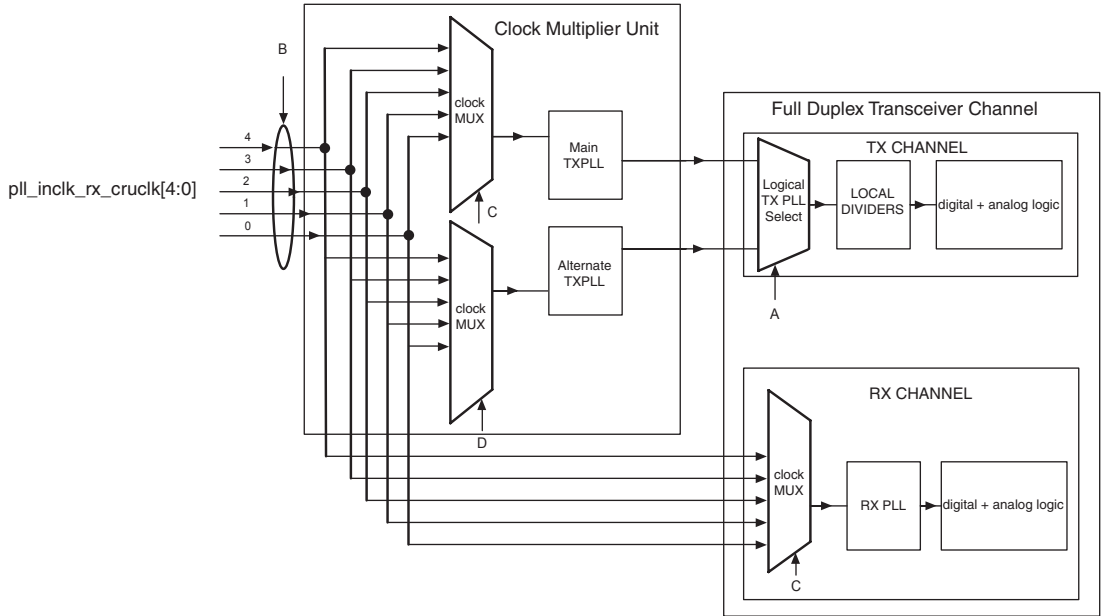 Clock Multiplier Unit
B
clock
MUX
Main
TXPLL
C
4
3
2
1
0
pll_inclk_rx_cruclk[4:0]
Alternate
TXPLL
clock
MUX
D
Full Duplex Transceiver Channel
TX CHANNEL
Logical
TX PLL
Select
LOCAL
DIVIDERS
digital + analog logic
A
RX CHANNEL
clock
MUX
RX PLL
digital + analog logic
C